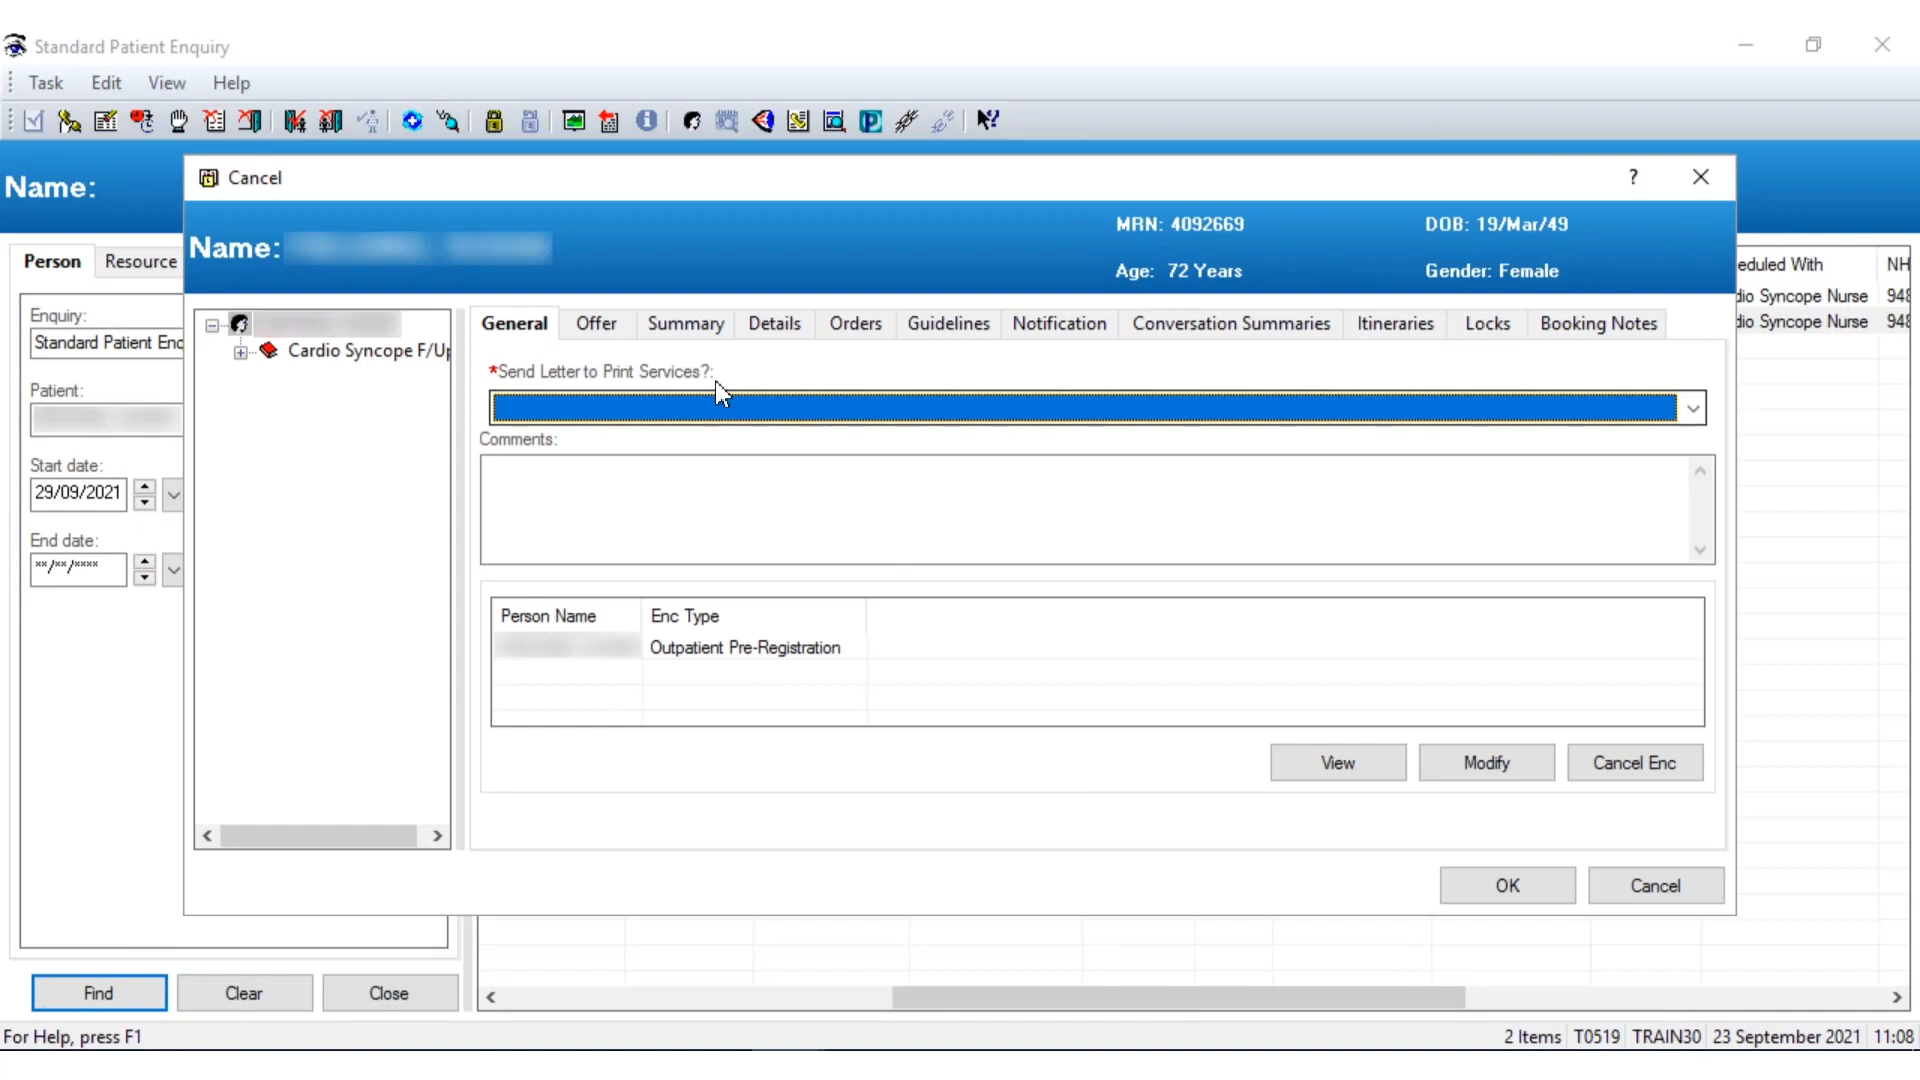 Standard Patient Enquiry
Task Edit View Help
Name:
Cancel
?
Name:
MRN: 4092669
DOB: 19/Mar/49
Age: 72 Years
Gender: Female
Person Resource
Enquiry:
Standard Patient Enq
Patient:
Start date:
29/09/2021
End date:
**/**/****
Cardio Syncope F/Up
General Offer Summary Details Orders Guidelines Notification Conversation Summaries Itineraries Locks Booking Notes
*Send Letter to Print Services?:
Comments:
Person Name Enc Type
Outpatient Pre-Registration
View Modify Cancel Enc
OK Cancel
eduled With NH
dio Syncope Nurse 948
dio Syncope Nurse 948
Find Clear Close
For Help, press F1
2 Items T0519 TRAIN30 23 September 2021 11:08